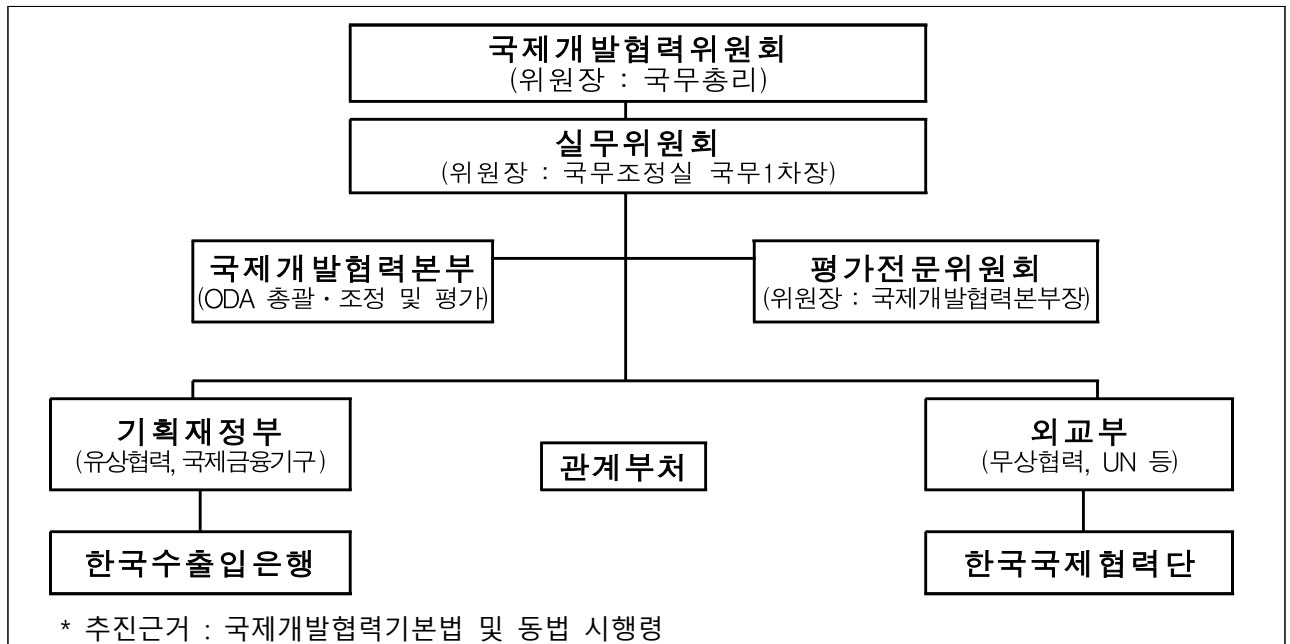 국제개발협력위원회
(위원장 : 국무총리)
실무위원회
(위원장 : 국무조정실 국무1차장)
국제개발협력본부
(ODA 총괄·조정 및 평가)
평가전문위원회
(위원장 : 국제개발협력본부장)
기획재정부
(유상협력, 국제금융기구)
관계부처
외교부
(무상협력, UN 등)
한국수출입은행
한국국제협력단
* 추진근거 : 국제개발협력기본법 및 동법 시행령